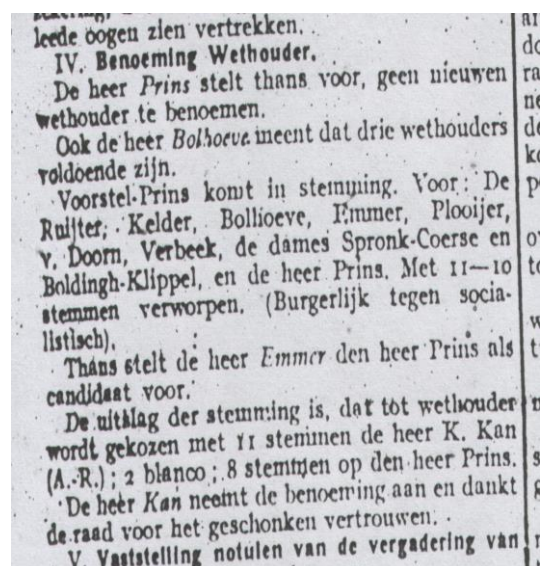 leede oogen zien vertrekken.
IV. Benoeming Wethouder.
De heer Prins stelt thans voor, geen nieuwen
wethouder te benoemen.
Ook de heer Bolhoeve meent dat drie wethouders
voldoende zijn.
Voorstel-Prins komt in stemming. Voor: De
Ruijter, Kelder, Bollioeve, Emmer, Plooijer,
v. Doorn, Verbeek, de dames Spronk-Coerse en
Boldingh-Klippel, en de heer Prins. Met 11—10
stemmen verworpen. (Burgerlijk tegen socia-
listisch).
Thans stelt de heer Emmer den heer Prins als
candidaat voor.
De uitslag der stemming is, dat tot wethouder
wordt gekozen met 11 stemmen de heer K. Kan
(A.-R.); 2 blanco; 8 stemmen op den heer Prins.
De heer Kan neemt de benoeming aan en dankt
de raad voor het geschonken vertrouwen.
V. Vaststelling notulen van de vergadering van